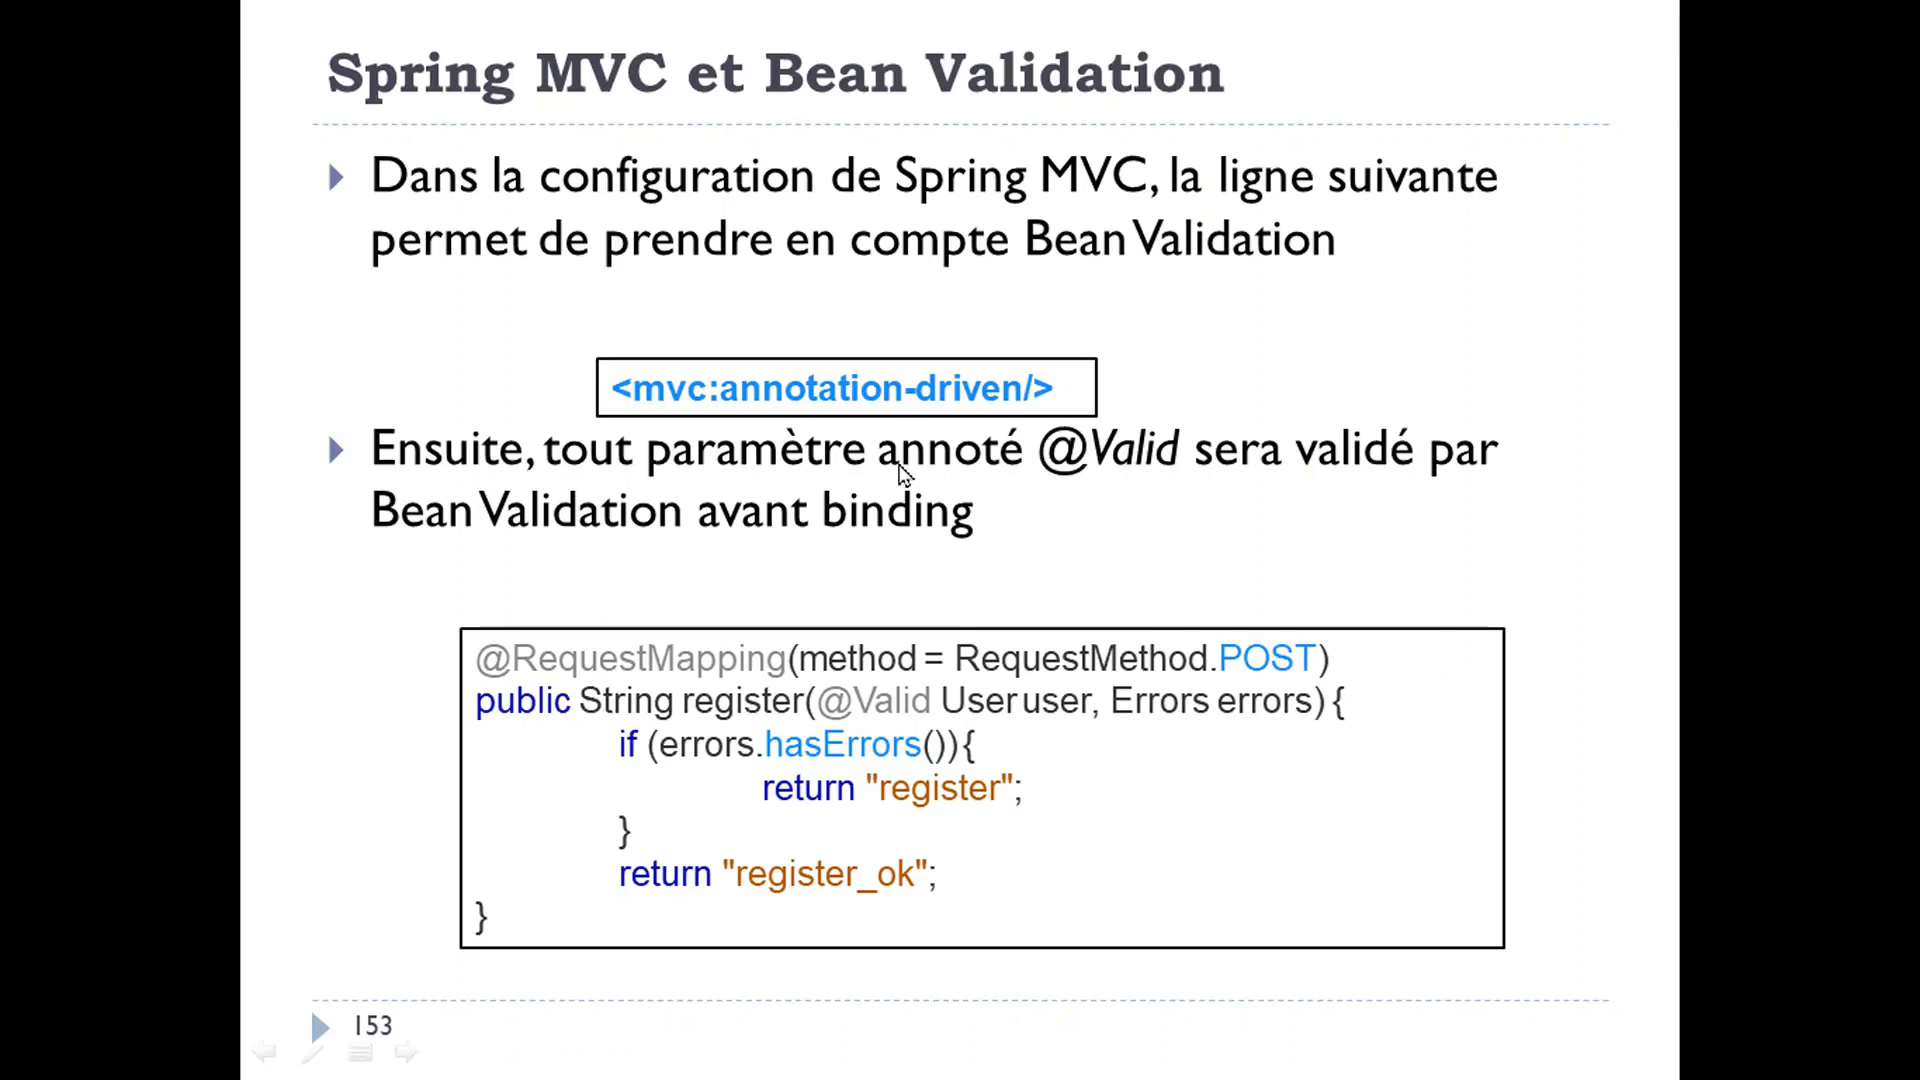 Spring MVC et Bean Validation
Dans la configuration de Spring MVC, la ligne suivante
permet de prendre en compte Bean Validation
<mvc:annotation-driven/>
Ensuite, tout paramètre annoté @Valid sera validé par
Bean Validation avant binding
@RequestMapping(method = RequestMethod.POST)
public String register(@Valid User user, Errors errors) {
if (errors.hasErrors()){
return "register";
}
return "register_ok";
}
153